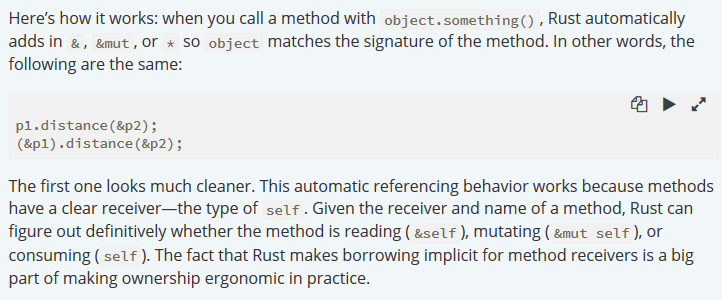 Here’s how it works: when you call a method with object.something(), Rust automatically
adds in &, &mut, or * so object matches the signature of the method. In other words, the
following are the same:
p1.distance(&p2);
(&p1).distance(&p2);
The first one looks much cleaner. This automatic referencing behavior works because methods
have a clear receiver—the type of self. Given the receiver and name of a method, Rust can
figure out definitively whether the method is reading (&self), mutating (&mut self), or
consuming (self). The fact that Rust makes borrowing implicit for method receivers is a big
part of making ownership ergonomic in practice.